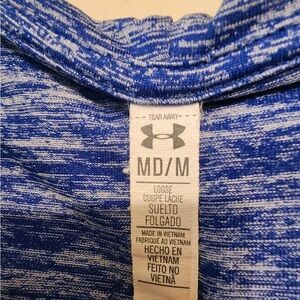 TEAR AWAY
MD/M
LOOSE
COUPE LÂCHE
SUELTO
FOLGADO
MADE IN VIETNAM
FABRIQUÉ AU VIETNAM
HECHO EN
VIETNAM
FEITO NO
VIETNÃ